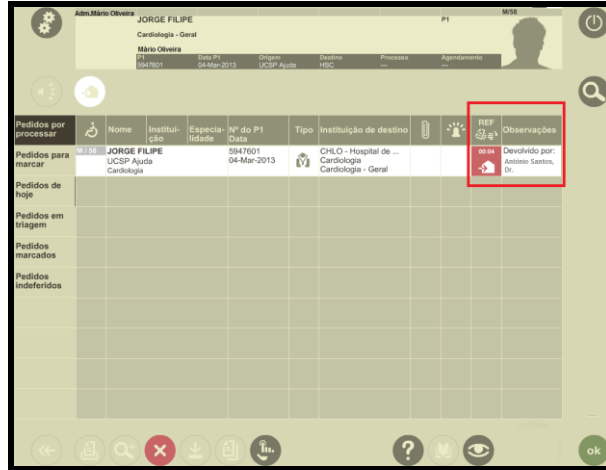 Adm.Mário Oliveira
JORGE FILIPE
P1
M/58
Cardiologia - Geral
Mário Oliveira
P1 Data P1 Origem Destino Processo Agendamento
5947601 04-Mar-2013 UCSP Ajuda HSC --- ---
Pedidos por processar
Nome Institui-ção Especia-lidade Nº do P1 Data Tipo Instituição de destino REF Observações
Pedidos para marcar
M / 58 JORGE FILIPE 5947601 CHLO - Hospital de ... 00:04 Devolvido por:
UCSP Ajuda 04-Mar-2013 Cardiologia António Santos,
Cardiologia Cardiologia - Geral Dr.
Pedidos de hoje
Pedidos em triagem
Pedidos marcados
Pedidos indeferidos
ok